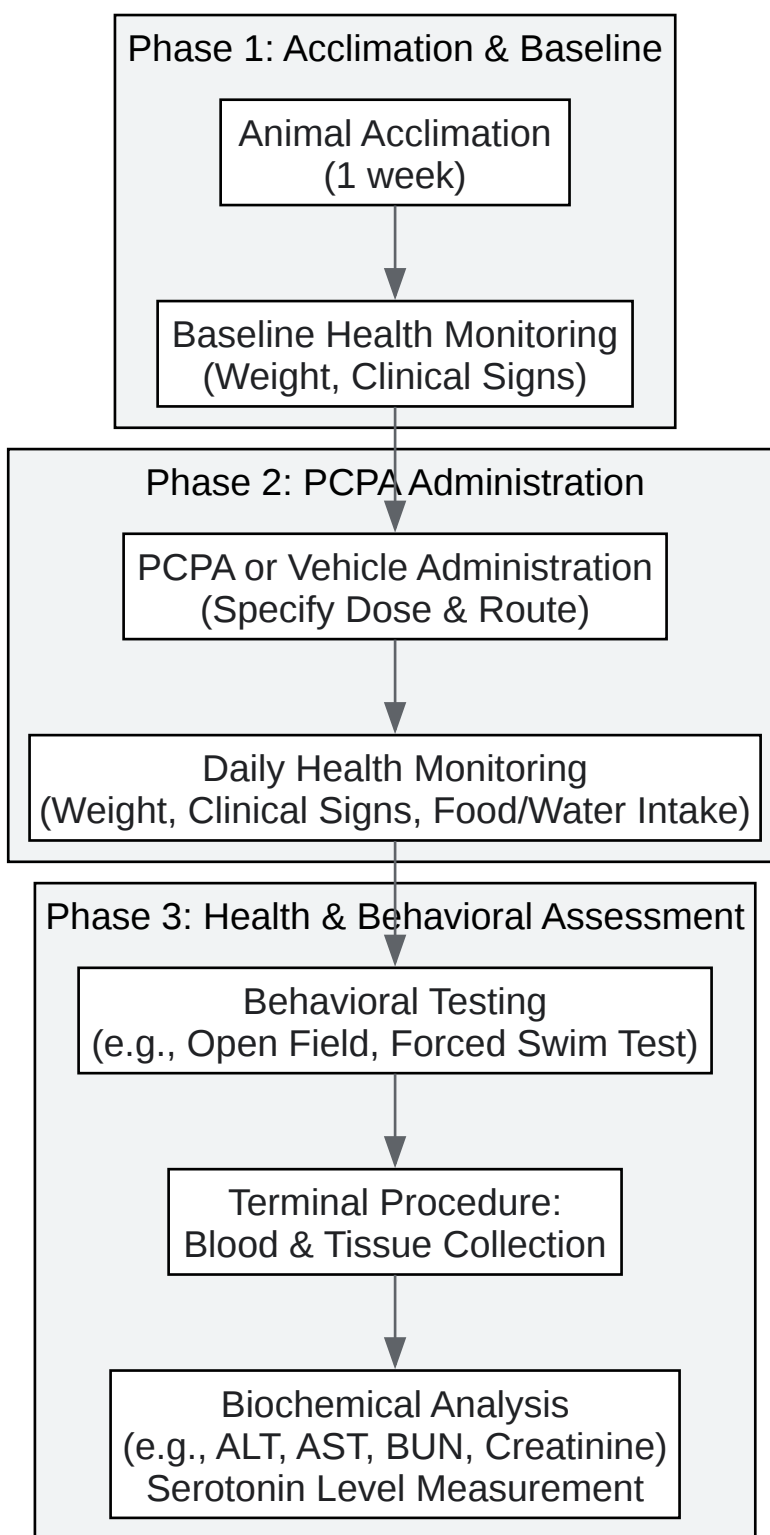 Phase 1: Acclimation & Baseline
Animal Acclimation
(1 week)
Baseline Health Monitoring
(Weight, Clinical Signs)
Phase 2: PCPA Administration
PCPA or Vehicle Administration
(Specify Dose & Route)
Daily Health Monitoring
(Weight, Clinical Signs, Food/Water Intake)
Phase 3: Health & Behavioral Assessment
Behavioral Testing
(e.g., Open Field, Forced Swim Test)
Terminal Procedure:
Blood & Tissue Collection
Biochemical Analysis
(e.g., ALT, AST, BUN, Creatinine)
Serotonin Level Measurement